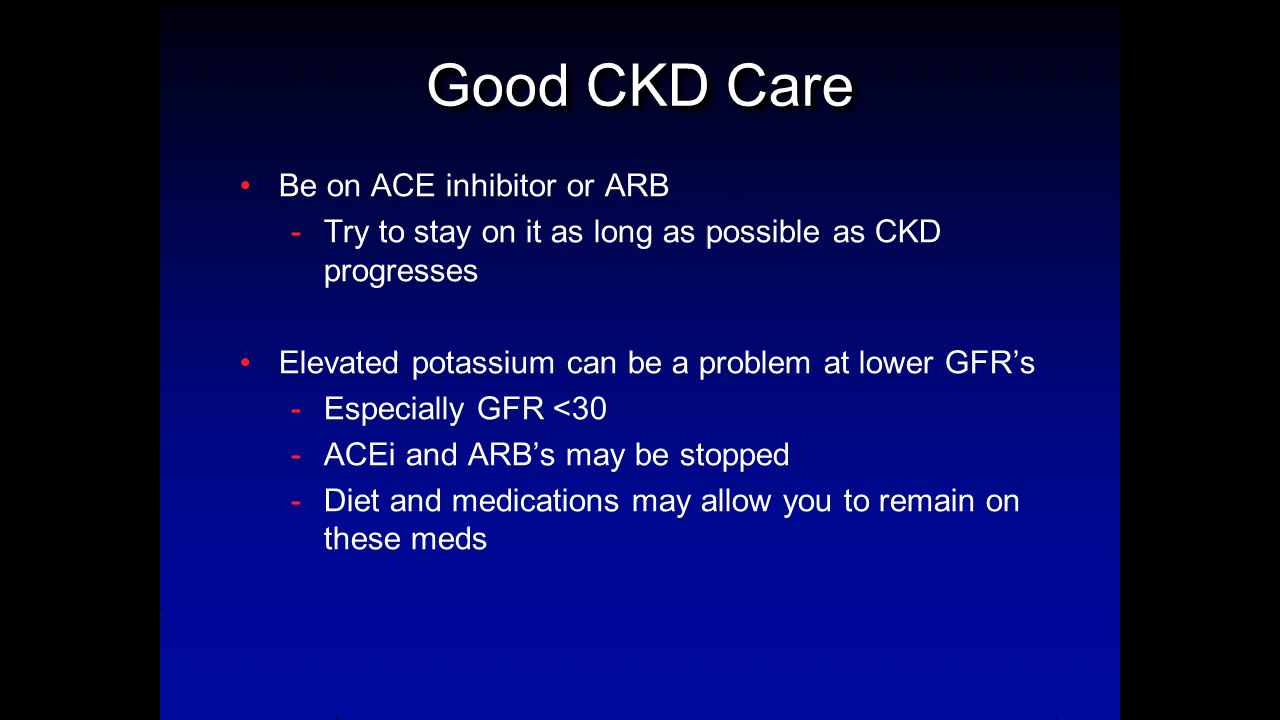 Good CKD Care
• Be on ACE inhibitor or ARB
- Try to stay on it as long as possible as CKD
progresses
• Elevated potassium can be a problem at lower GFR’s
- Especially GFR <30
- ACEi and ARB’s may be stopped
- Diet and medications may allow you to remain on
these meds